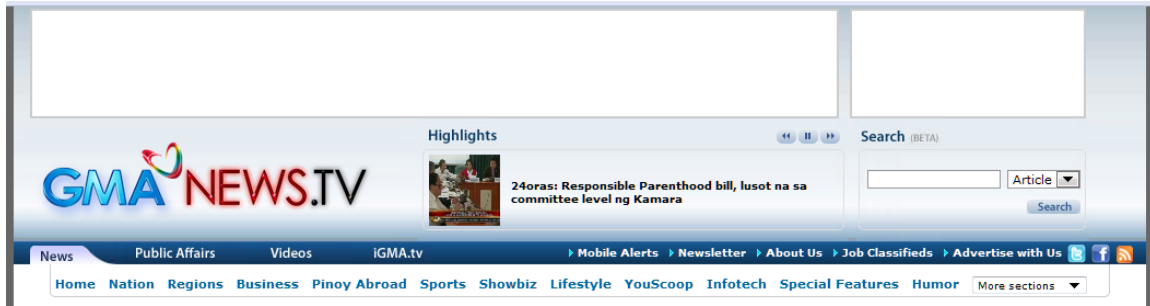 Highlights
Search (BETA)
GMANEWS.TV
24oras: Responsible Parenthood bill, lusot na sa
committee level ng Kamara
Article
Search
News Public Affairs Videos iGMA.tv Mobile Alerts Newsletter About Us Job Classifieds Advertise with Us
Home Nation Regions Business Pinoy Abroad Sports Showbiz Lifestyle YouScoop Infotech Special Features Humor More sections